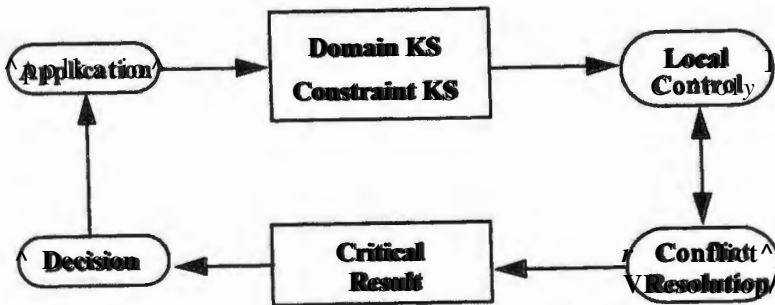 Domain KS
Constraint KS
Application
Local
Control
Decision
Critical
Result
Conflict
Resolution